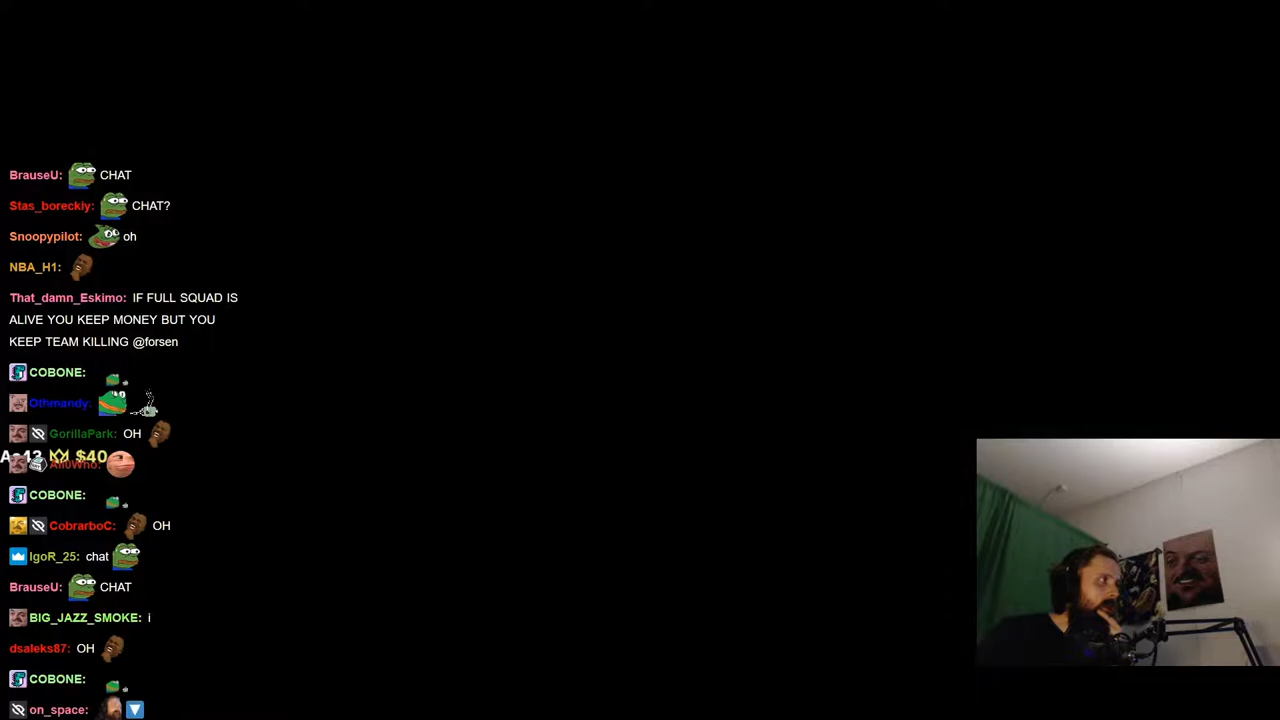 BrauseU: CHAT
Stas_boreckiy: CHAT?
Snoopypilot: oh
NBA_H1:
That_damn_Eskimo: IF FULL SQUAD IS
ALIVE YOU KEEP MONEY BUT YOU
KEEP TEAM KILLING @forsen
COBONE:
Othmandy:
GorillaPark: OH
$40
COBONE:
CobrarboC: OH
IgoR_25: chat
BrauseU: CHAT
BIG_JAZZ_SMOKE: i
dsaleks87: OH
COBONE:
on_space: